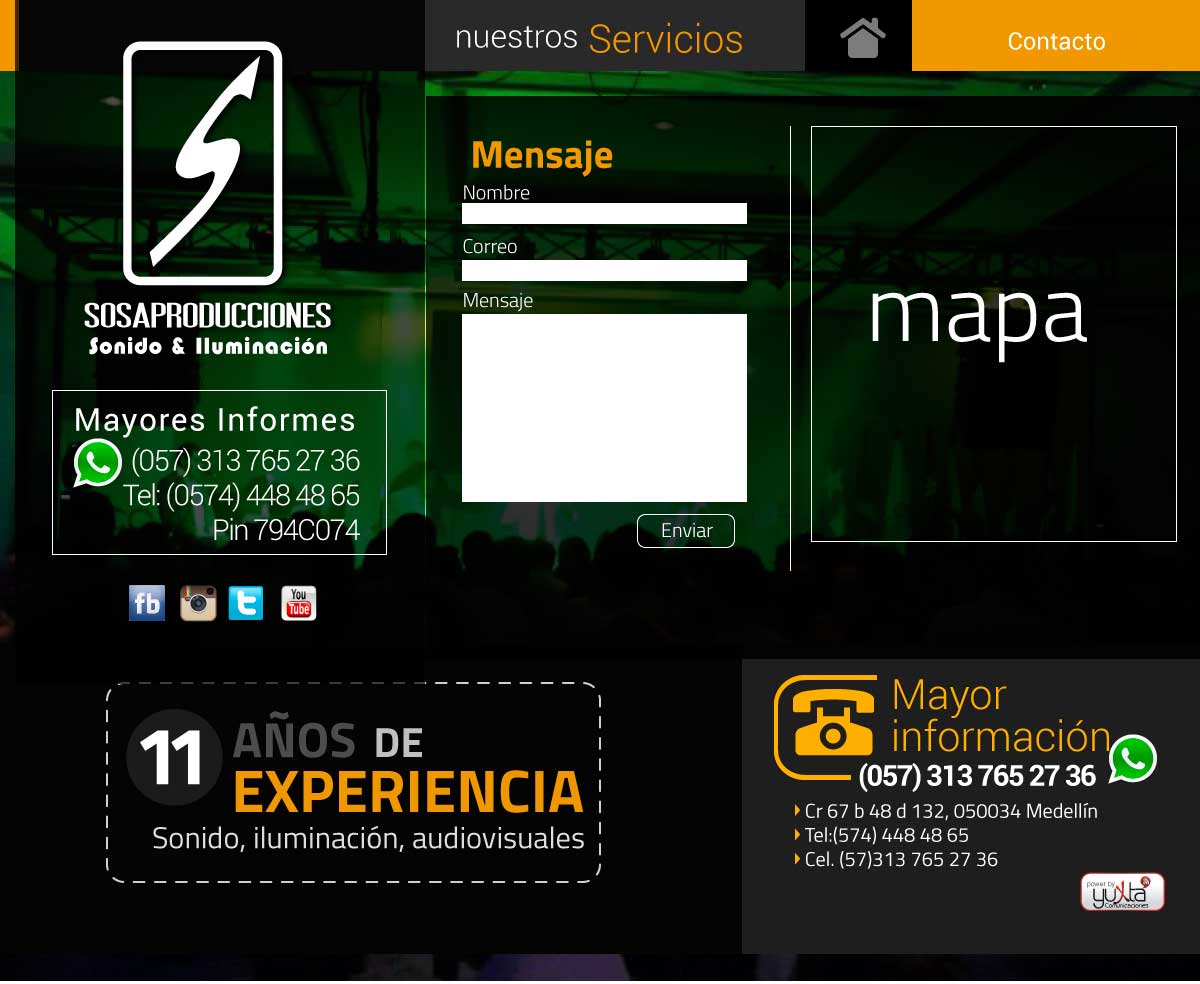 nuestros Servicios
Contacto
SOSAPRODUCCIONES
Sonido & Iluminación
Mayores Informes
(057) 313 765 27 36
Tel: (0574) 448 48 65
Pin 794C074
fb
You
Tube
Mensaje
Nombre
Correo
Mensaje
Enviar
mapa
11 AÑOS DE
EXPERIENCIA
Sonido, iluminación, audiovisuales
Mayor
información
(057) 313 765 27 36
Cr 67 b 48 d 132, 050034 Medellín
Tel:(574) 448 48 65
Cel. (57)313 765 27 36
power by
yuxta
Comunicaciones